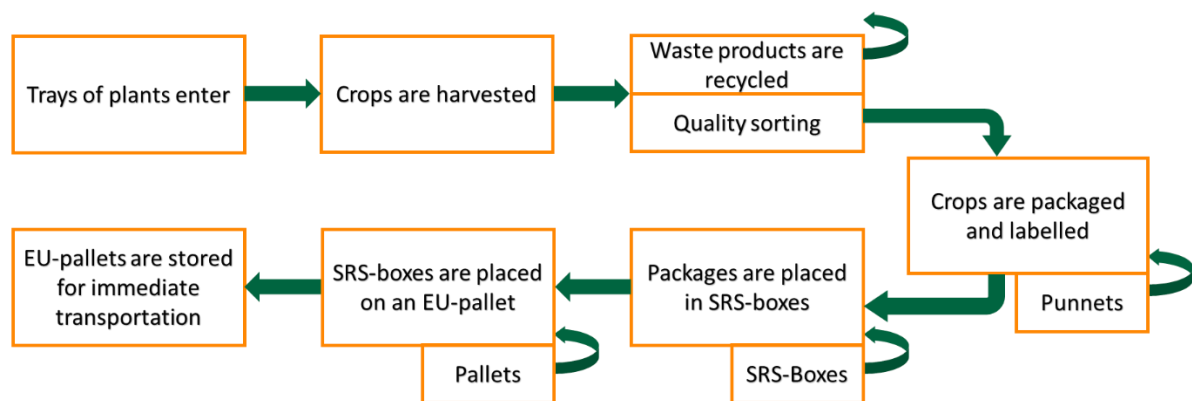 Trays of plants enter
Crops are harvested
Waste products are
recycled
Quality sorting
Crops are packaged
and labelled
Punnets
Packages are placed
in SRS-boxes
SRS-Boxes
SRS-boxes are placed
on an EU-pallet
Pallets
EU-pallets are stored
for immediate
transportation